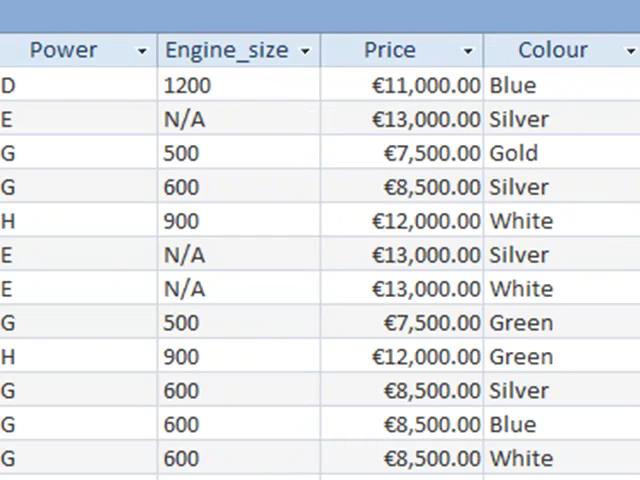 Power Engine_size Price Colour
D 1200 €11,000.00 Blue
E N/A €13,000.00 Silver
G 500 €7,500.00 Gold
G 600 €8,500.00 Silver
H 900 €12,000.00 White
E N/A €13,000.00 Silver
E N/A €13,000.00 White
G 500 €7,500.00 Green
H 900 €12,000.00 Green
G 600 €8,500.00 Silver
G 600 €8,500.00 Blue
G 600 €8,500.00 White